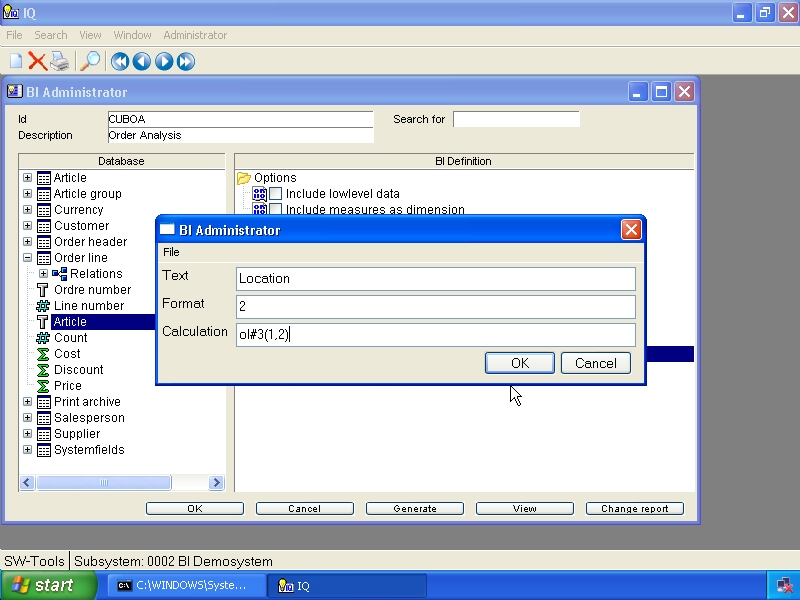 IQ
File Search View Window Administrator
BI Administrator
Id CUBOA Search for
Description Order Analysis
Database BI Definition
Article Options
Article group Include lowlevel data
Currency Include measures as dimension
Customer
Order header
Order line
Relations
Ordre number
Line number
Article
Count
Cost
Discount
Price
Print archive
Salesperson
Supplier
Systemfields
BI Administrator
File
Text Location
Format 2
Calculation ol#3(1,2)
OK Cancel
OK Cancel Generate View Change report
SW-Tools Subsystem: 0002 BI Demosystem
start C:\WINDOWS\Syste... IQ